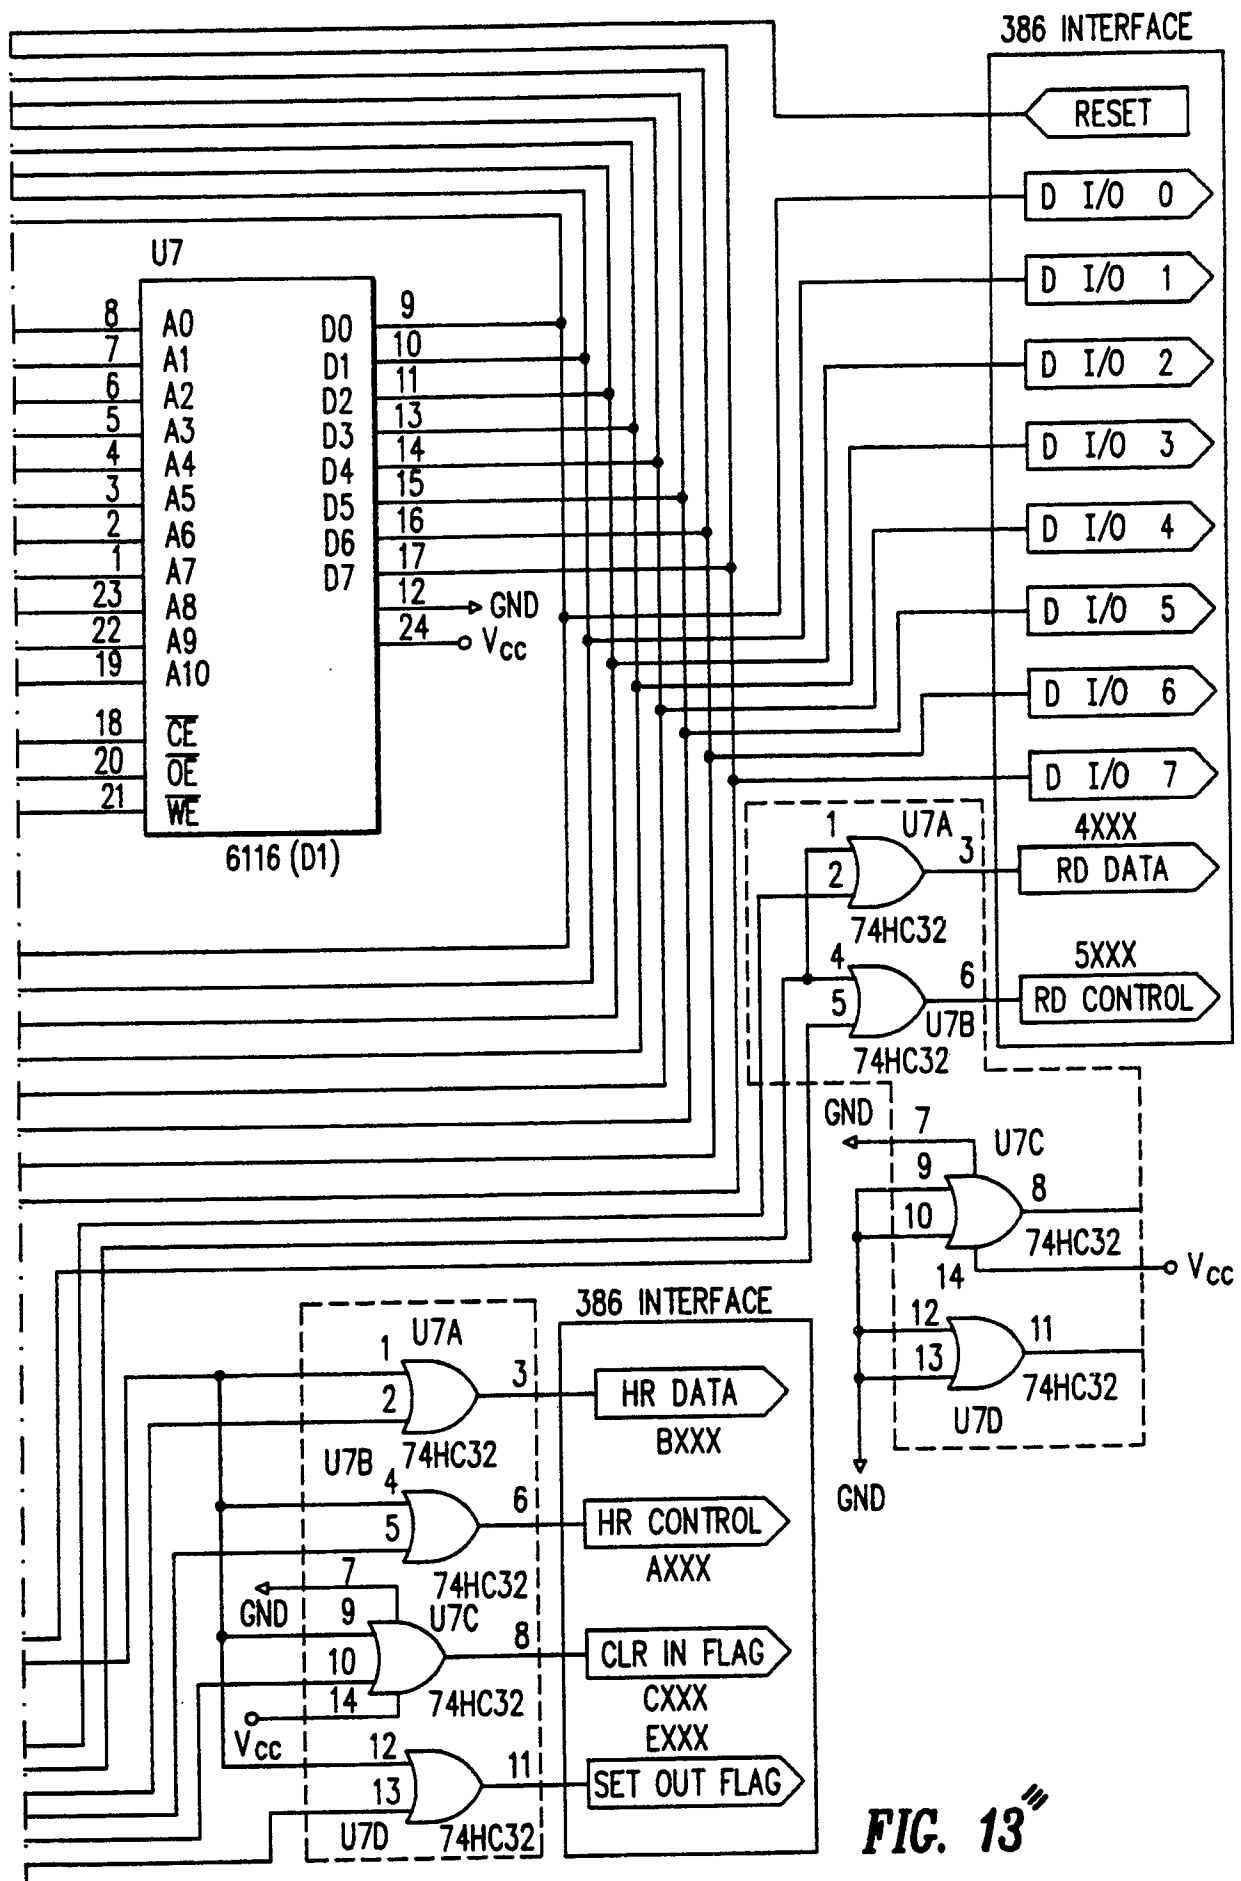 386 INTERFACE
RESET
D I/O 0
D I/O 1
D I/O 2
D I/O 3
D I/O 4
D I/O 5
D I/O 6
D I/O 7
4XXX
RD DATA
5XXX
RD CONTROL
U7
8 A0
7 A1
6 A2
5 A3
4 A4
3 A5
2 A6
1 A7
23 A8
22 A9
19 A10
18 CE
20 OE
21 WE
D0 9
D1 10
D2 11
D3 13
D4 14
D5 15
D6 16
D7 17
12 GND
24 Vcc
6116 (D1)
U7A
1
2
3
74HC32
4
5
6
U7B
74HC32
GND
7
U7C
9
10
8
74HC32
14
Vcc
12
13
11
74HC32
U7D
GND
386 INTERFACE
U7A
1
2
3
74HC32
HR DATA
BXXX
U7B
4
5
6
74HC32
HR CONTROL
AXXX
7
GND
U7C
9
10
8
14
74HC32
Vcc
CLR IN FLAG
CXXX
EXXX
12
13
11
SET OUT FLAG
U7D
74HC32
FIG. 13'''